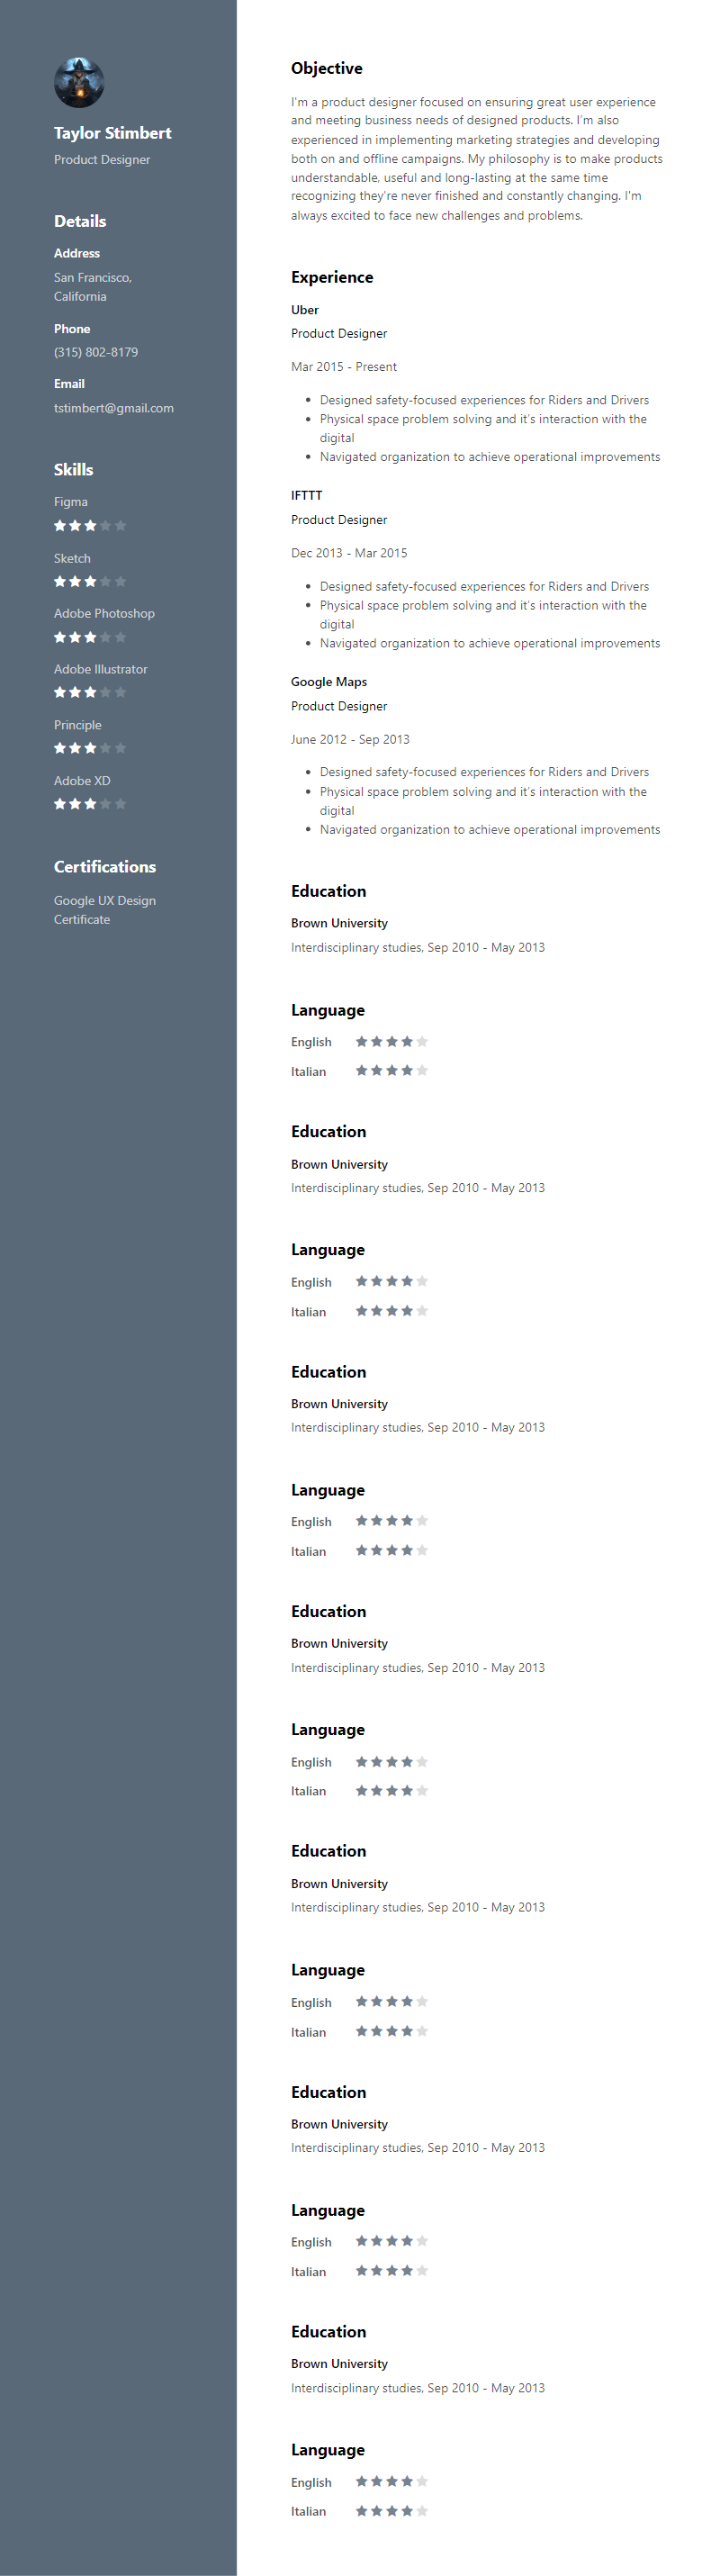 Taylor Stimbert
Product Designer
Details
Address
San Francisco,
California
Phone
(315) 802-8179
Email
tstimbert@gmail.com
Skills
Figma
Sketch
Adobe Photoshop
Adobe Illustrator
Principle
Adobe XD
Certifications
Google UX Design
Certificate
Objective
I'm a product designer focused on ensuring great user experience
and meeting business needs of designed products. I'm also
experienced in implementing marketing strategies and developing
both on and offline campaigns. My philosophy is to make products
understandable, useful and long-lasting at the same time
recognizing they're never finished and constantly changing. I'm
always excited to face new challenges and problems.
Experience
Uber
Product Designer
Mar 2015 - Present
• Designed safety-focused experiences for Riders and Drivers
• Physical space problem solving and it's interaction with the
digital
• Navigated organization to achieve operational improvements
IFTTT
Product Designer
Dec 2013 - Mar 2015
• Designed safety-focused experiences for Riders and Drivers
• Physical space problem solving and it's interaction with the
digital
• Navigated organization to achieve operational improvements
Google Maps
Product Designer
June 2012 - Sep 2013
• Designed safety-focused experiences for Riders and Drivers
• Physical space problem solving and it's interaction with the
digital
• Navigated organization to achieve operational improvements
Education
Brown University
Interdisciplinary studies, Sep 2010 - May 2013
Language
English
Italian
Education
Brown University
Interdisciplinary studies, Sep 2010 - May 2013
Language
English
Italian
Education
Brown University
Interdisciplinary studies, Sep 2010 - May 2013
Language
English
Italian
Education
Brown University
Interdisciplinary studies, Sep 2010 - May 2013
Language
English
Italian
Education
Brown University
Interdisciplinary studies, Sep 2010 - May 2013
Language
English
Italian
Education
Brown University
Interdisciplinary studies, Sep 2010 - May 2013
Language
English
Italian
Education
Brown University
Interdisciplinary studies, Sep 2010 - May 2013
Language
English
Italian